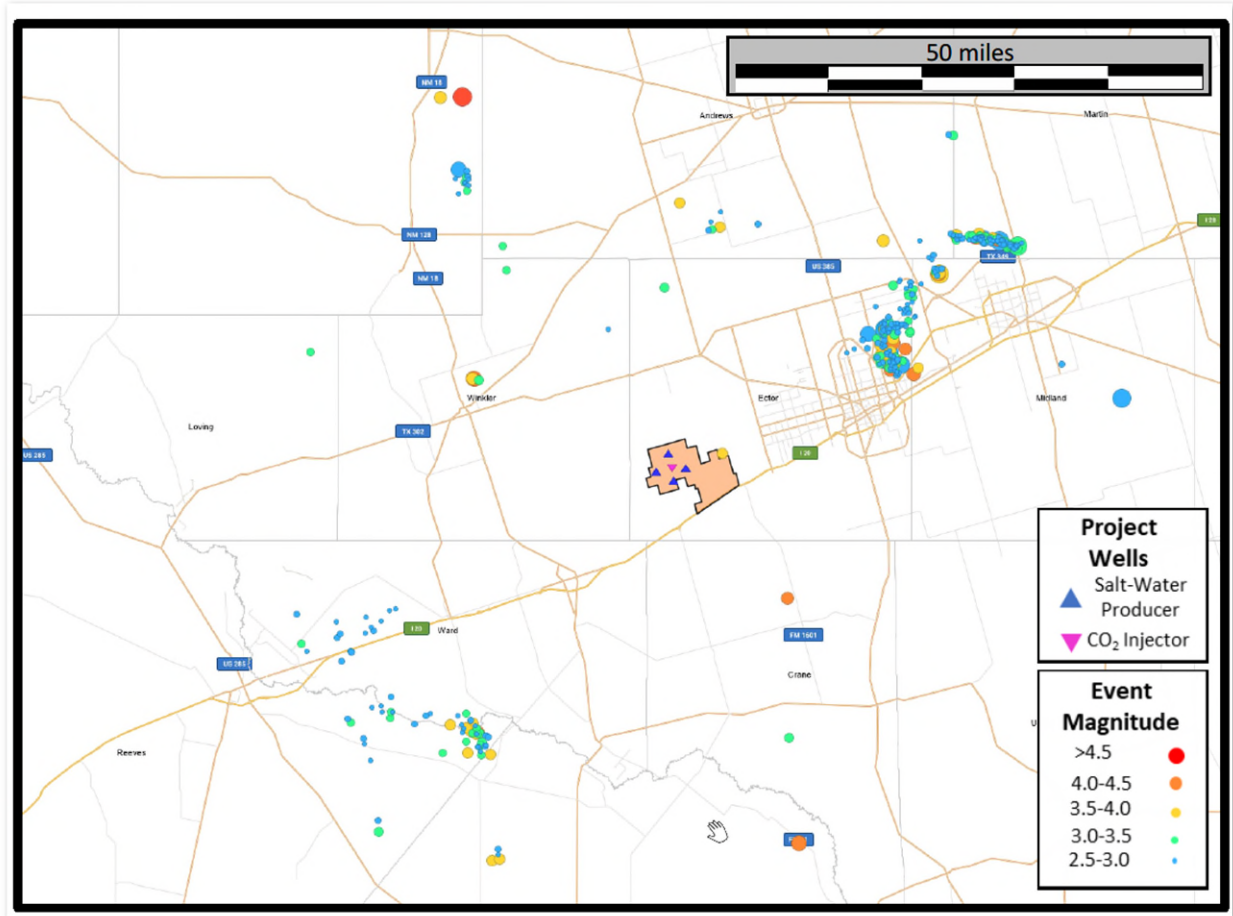 50 miles
NM 18
Andrews
Martin
I 20
NM 128
US 385
TX 349
NM 18
Winkler
Ector
Midland
Loving
TX 302
US 285
I 20
Project
Wells
Salt-Water
Producer
CO₂ Injector
I 20
Ward
FM 1601
US 285
Crane
Reeves
Event
Magnitude
>4.5
4.0-4.5
3.5-4.0
3.0-3.5
2.5-3.0